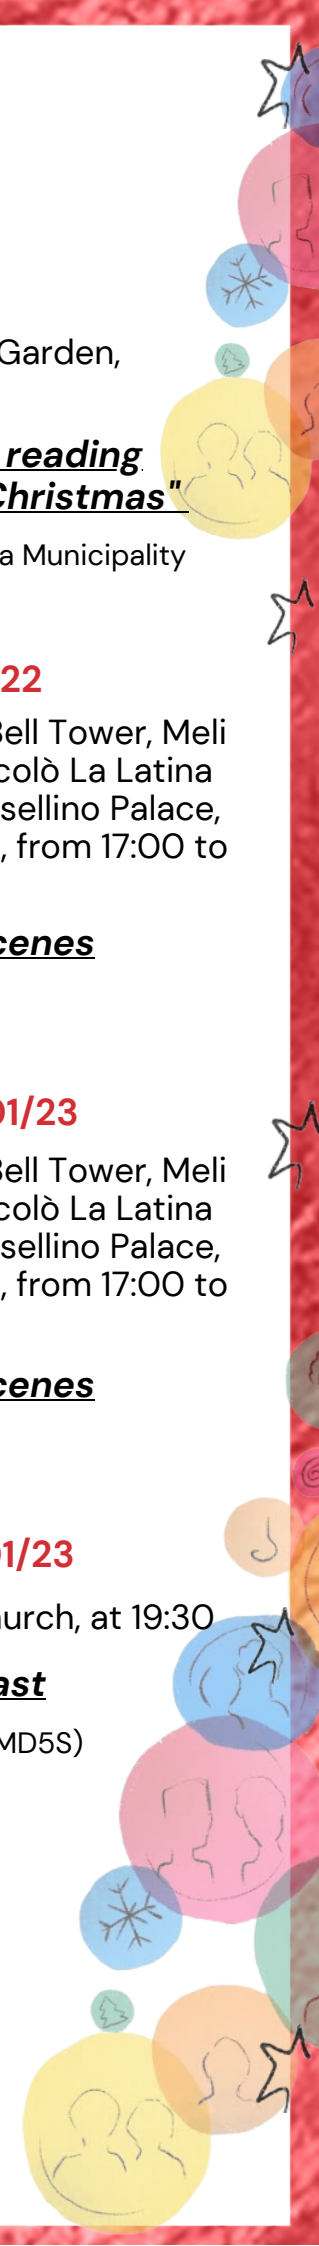 Garden,
reading
Christmas"
a Municipality
22
Bell Tower, Meli
colò La Latina
sellino Palace,
, from 17:00 to
cenes
01/23
Bell Tower, Meli
colò La Latina
sellino Palace,
, from 17:00 to
cenes
01/23
hurch, at 19:30
ast
MD5S)